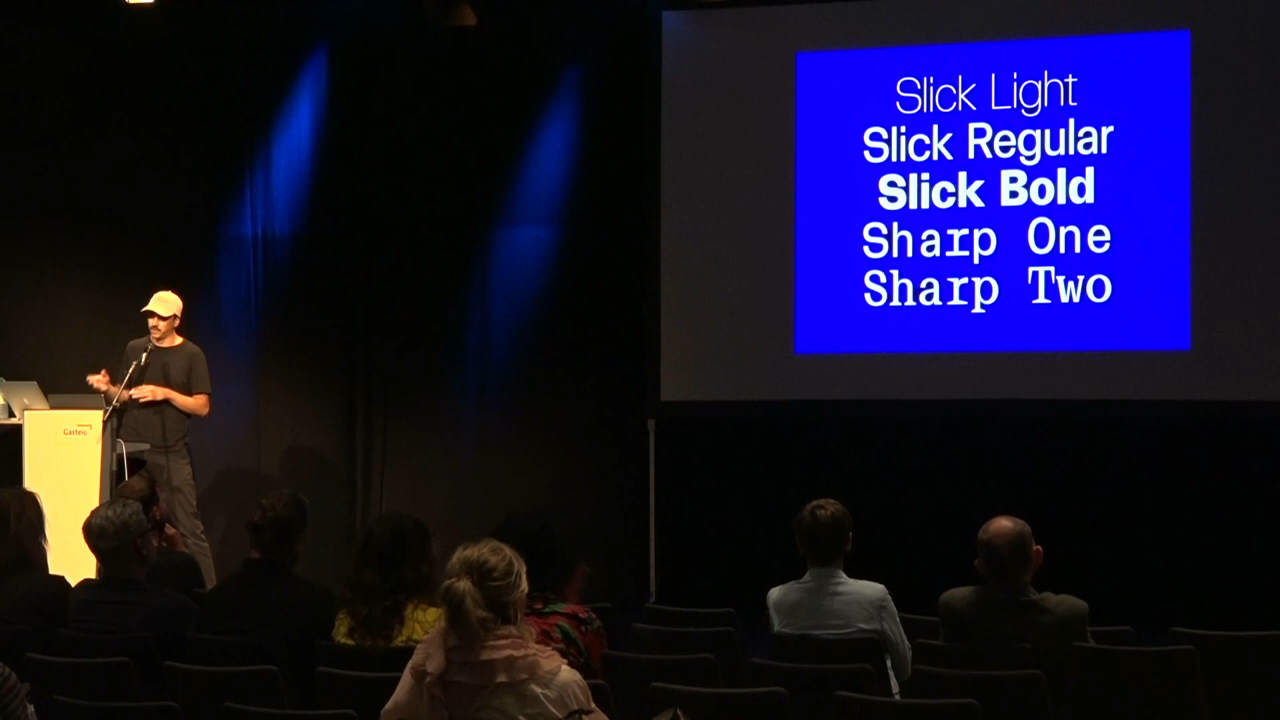 Slick Light
Slick Regular
Slick Bold
Sharp One
Sharp Two
Gasteig